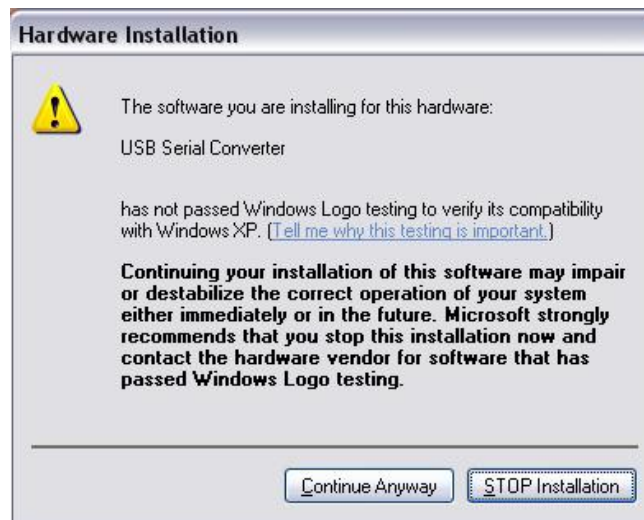 Hardware Installation
The software you are installing for this hardware:
USB Serial Converter
has not passed Windows Logo testing to verify its compatibility
with Windows XP. (Tell me why this testing is important.)
Continuing your installation of this software may impair
or destabilize the correct operation of your system
either immediately or in the future. Microsoft strongly
recommends that you stop this installation now and
contact the hardware vendor for software that has
passed Windows Logo testing.
Continue Anyway
STOP Installation